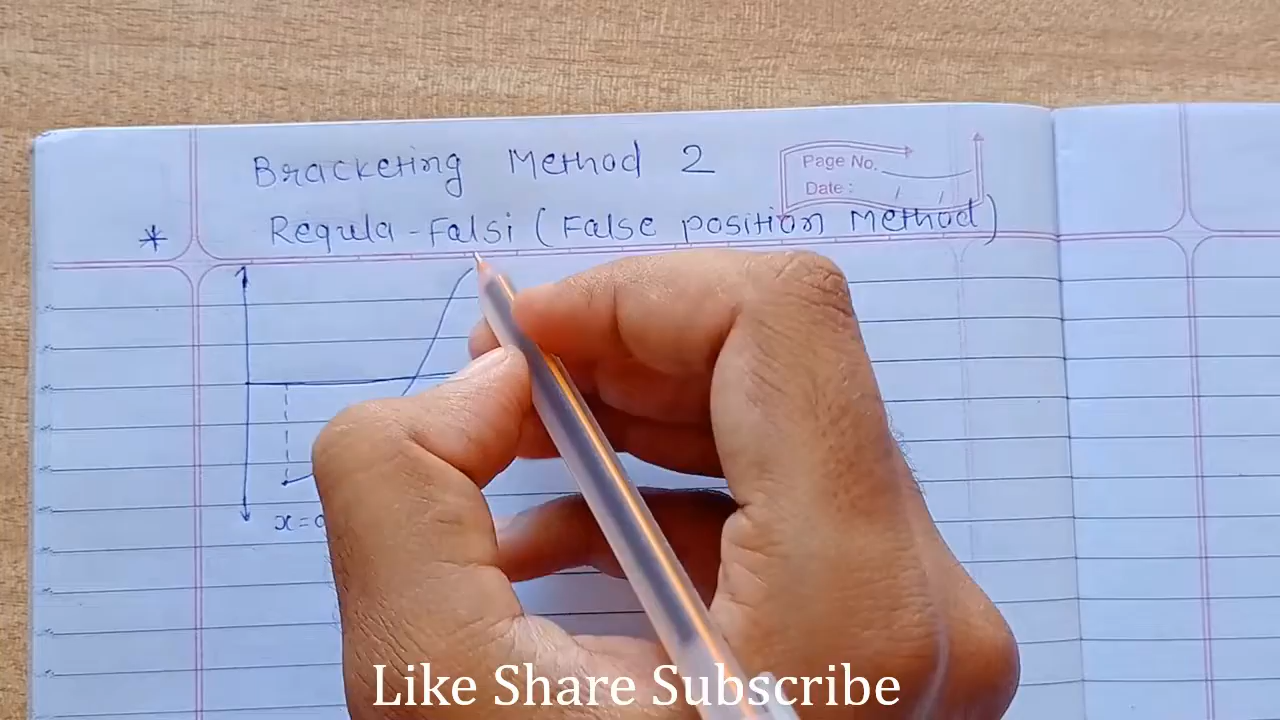 Bracketing Method 2
Page No.
Date :
* Regula-Falsi (False position Method)
Like Share Subscribe